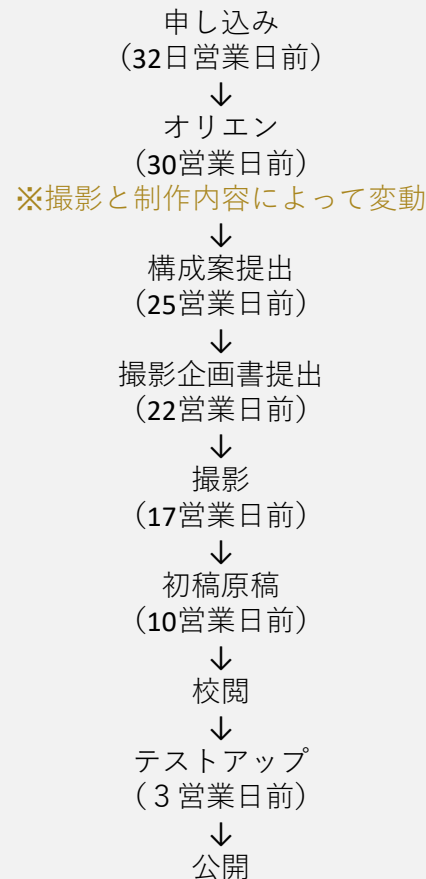 申し込み
（32日営業日前）
↓
オリエン
（30営業日前）
※撮影と制作内容によって変動
↓
構成案提出
（25営業日前）
↓
撮影企画書提出
（22営業日前）
↓
撮影
（17営業日前）
↓
初稿原稿
（10営業日前）
↓
校閲
↓
テストアップ
（３営業日前）
↓
公開